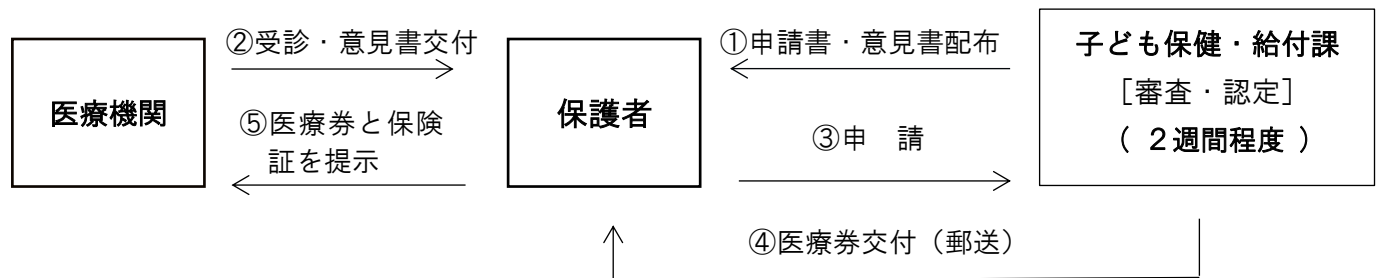 ②受診・意見書交付
①申請書・意見書配布
子ども保健・給付課
［審査・認定］
（ ２週間程度 ）
医療機関
⑤医療券と保険
証を提示
保護者
③申　請
④医療券交付（郵送）